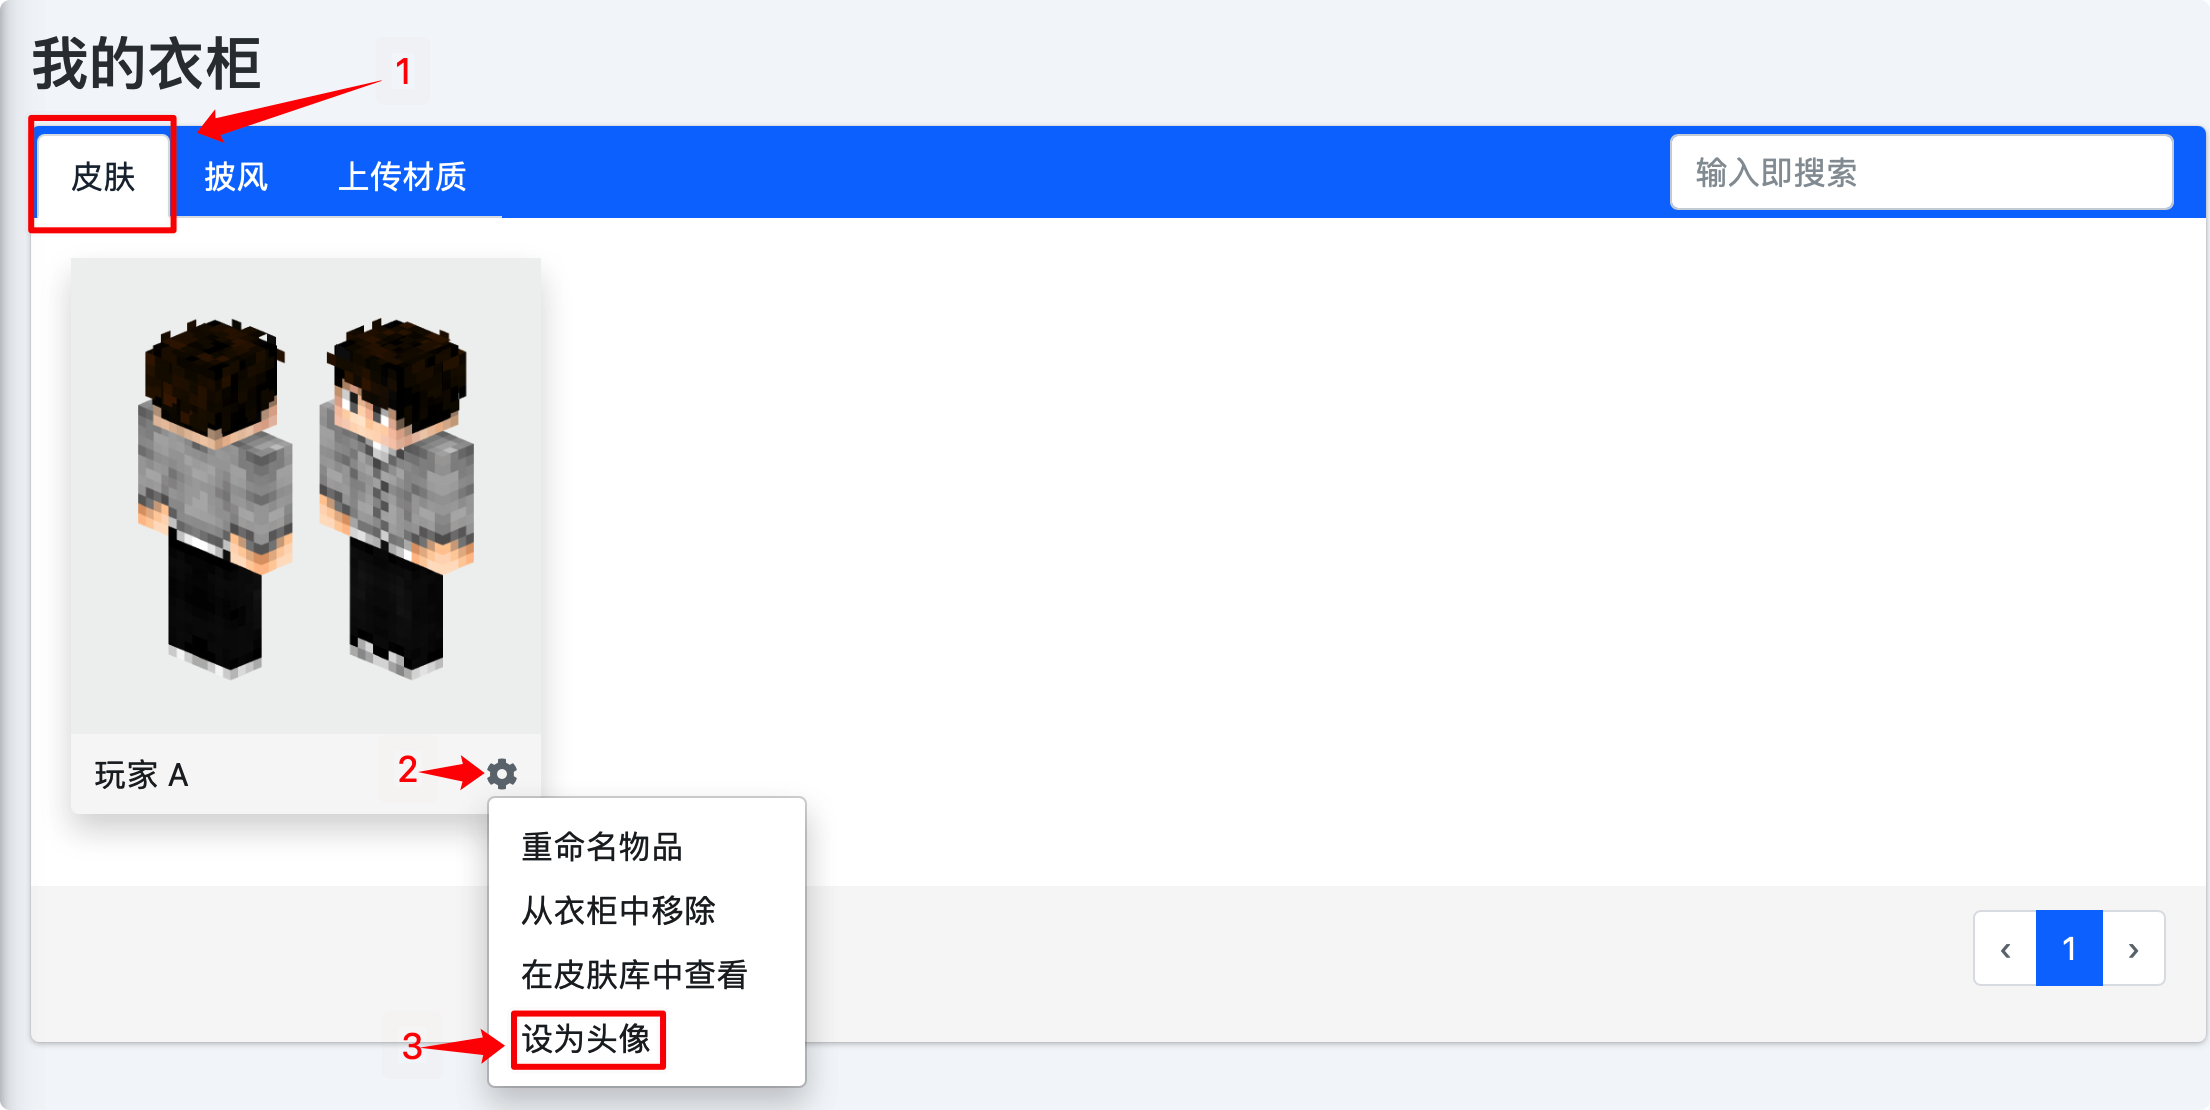 我的衣柜
1
皮肤
披风
上传材质
输入即搜索
玩家 A
2
重命名物品
从衣柜中移除
在皮肤库中查看
3
设为头像
‹ 1 ›